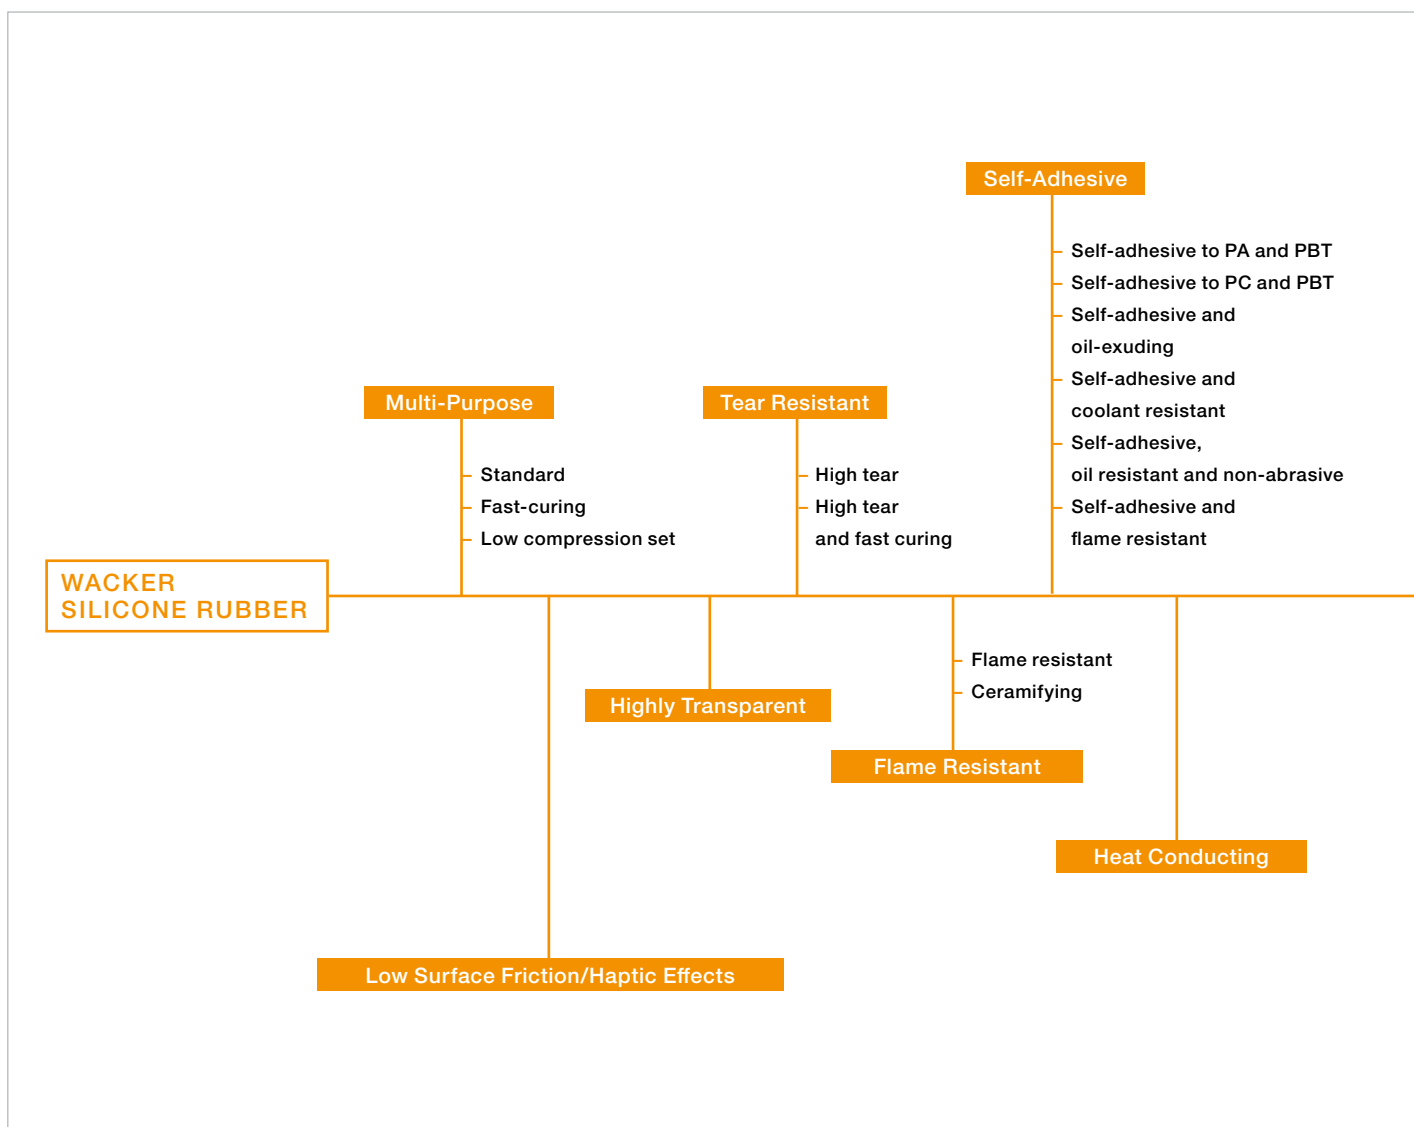 Self-Adhesive
Self-adhesive to PA and PBT
Self-adhesive to PC and PBT
Self-adhesive and
oil-exuding
Self-adhesive and
coolant resistant
Self-adhesive,
oil resistant and non-abrasive
Self-adhesive and
flame resistant
Multi-Purpose
Standard
Fast-curing
Low compression set
Tear Resistant
High tear
High tear
and fast curing
WACKER
SILICONE RUBBER
Flame resistant
Ceramifying
Flame Resistant
Highly Transparent
Heat Conducting
Low Surface Friction/Haptic Effects